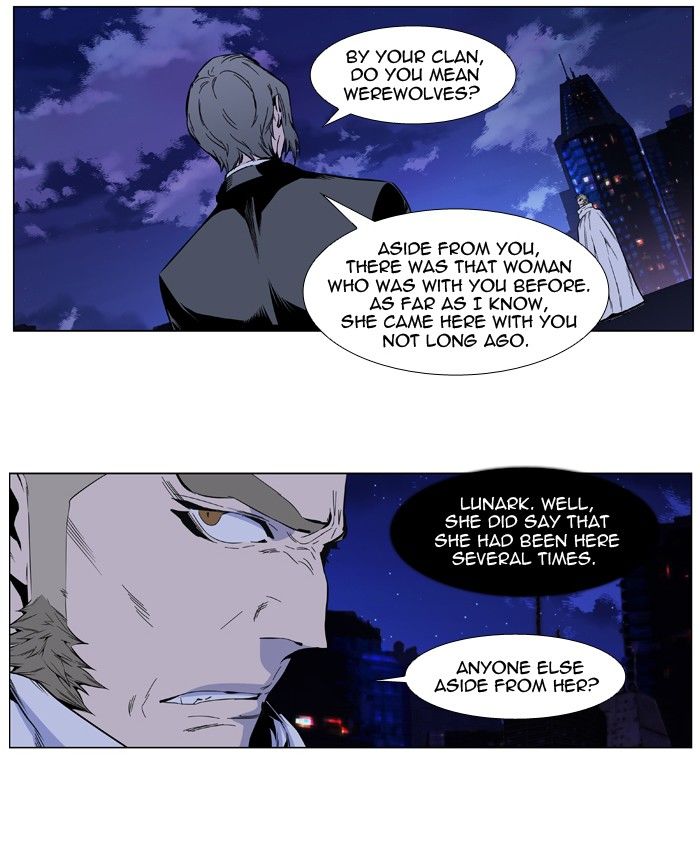 BY YOUR CLAN,
DO YOU MEAN
WEREWOLVES?
ASIDE FROM YOU,
THERE WAS THAT WOMAN
WHO WAS WITH YOU BEFORE.
AS FAR AS I KNOW,
SHE CAME HERE WITH YOU
NOT LONG AGO.
LUNARK. WELL,
SHE DID SAY THAT
SHE HAD BEEN HERE
SEVERAL TIMES.
ANYONE ELSE
ASIDE FROM HER?